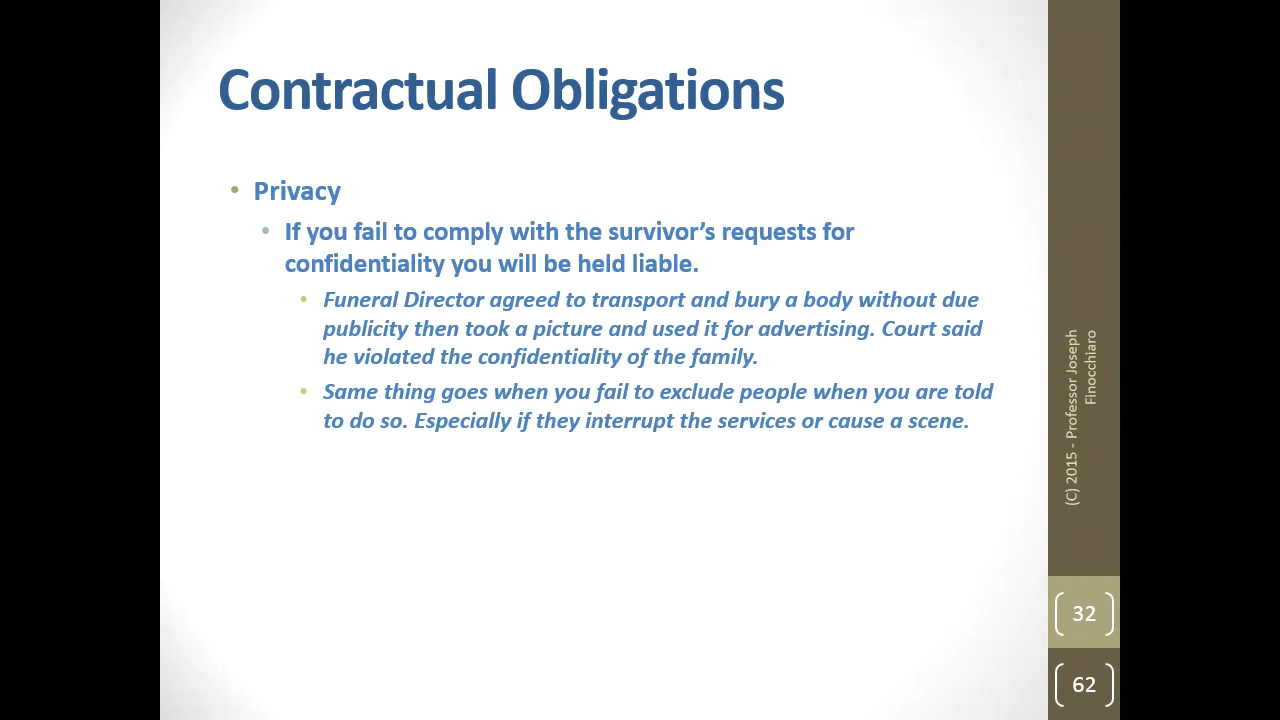 Contractual Obligations
• Privacy
• If you fail to comply with the survivor’s requests for
confidentiality you will be held liable.
• Funeral Director agreed to transport and bury a body without due
publicity then took a picture and used it for advertising. Court said
he violated the confidentiality of the family.
• Same thing goes when you fail to exclude people when you are told
to do so. Especially if they interrupt the services or cause a scene.
(C) 2015 - Professor Joseph
Finocchiaro
32
62